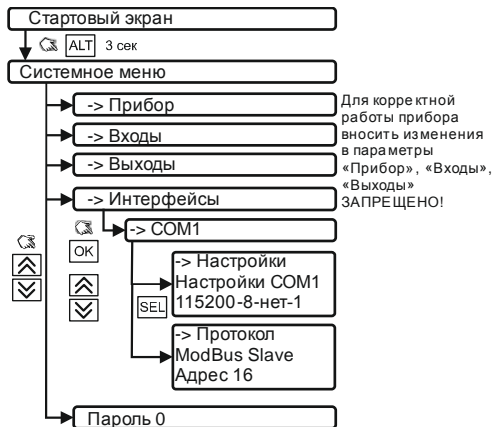 Стартовый экран
ALT 3 сек
Системное меню
-> Прибор
-> Входы
-> Выходы
-> Интерфейсы
Для корректной
работы прибора
вносить изменения
в параметры
«Прибор», «Входы»,
«Выходы»
ЗАПРЕЩЕНО!
OK
-> COM1
SEL
-> Настройки
Настройки COM1
115200-8-нет-1
-> Протокол
ModBus Slave
Адрес 16
Пароль 0